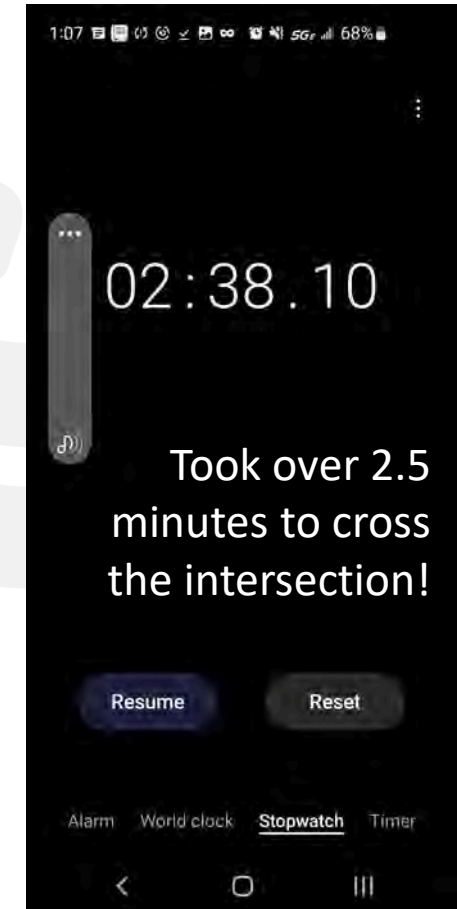 1:07 5G 68%
02:38.10
Took over 2.5
minutes to cross
the intersection!
Resume Reset
Alarm World clock Stopwatch Timer